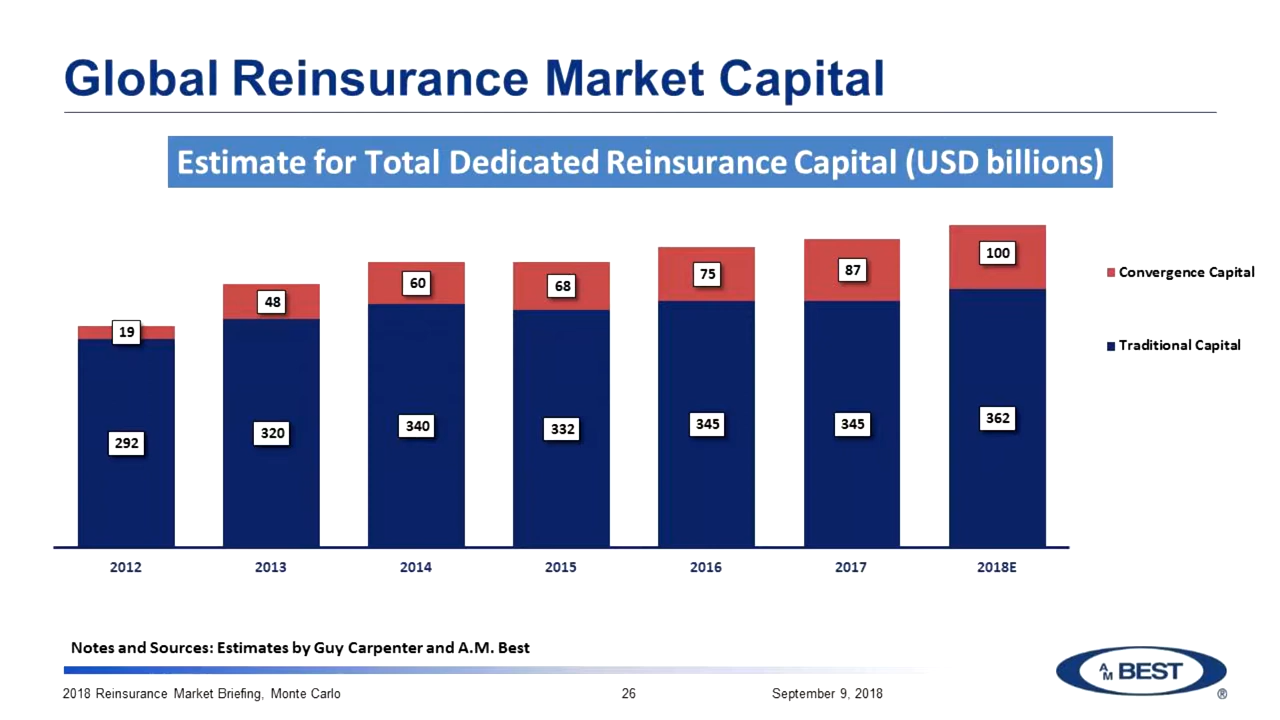 Global Reinsurance Market Capital
Estimate for Total Dedicated Reinsurance Capital (USD billions)
19 48 60 68 75 87 100
292 320 340 332 345 345 362
Convergence Capital
Traditional Capital
2012 2013 2014 2015 2016 2017 2018E
Notes and Sources: Estimates by Guy Carpenter and A.M. Best
2018 Reinsurance Market Briefing, Monte Carlo 26 September 9, 2018
AM BEST ®